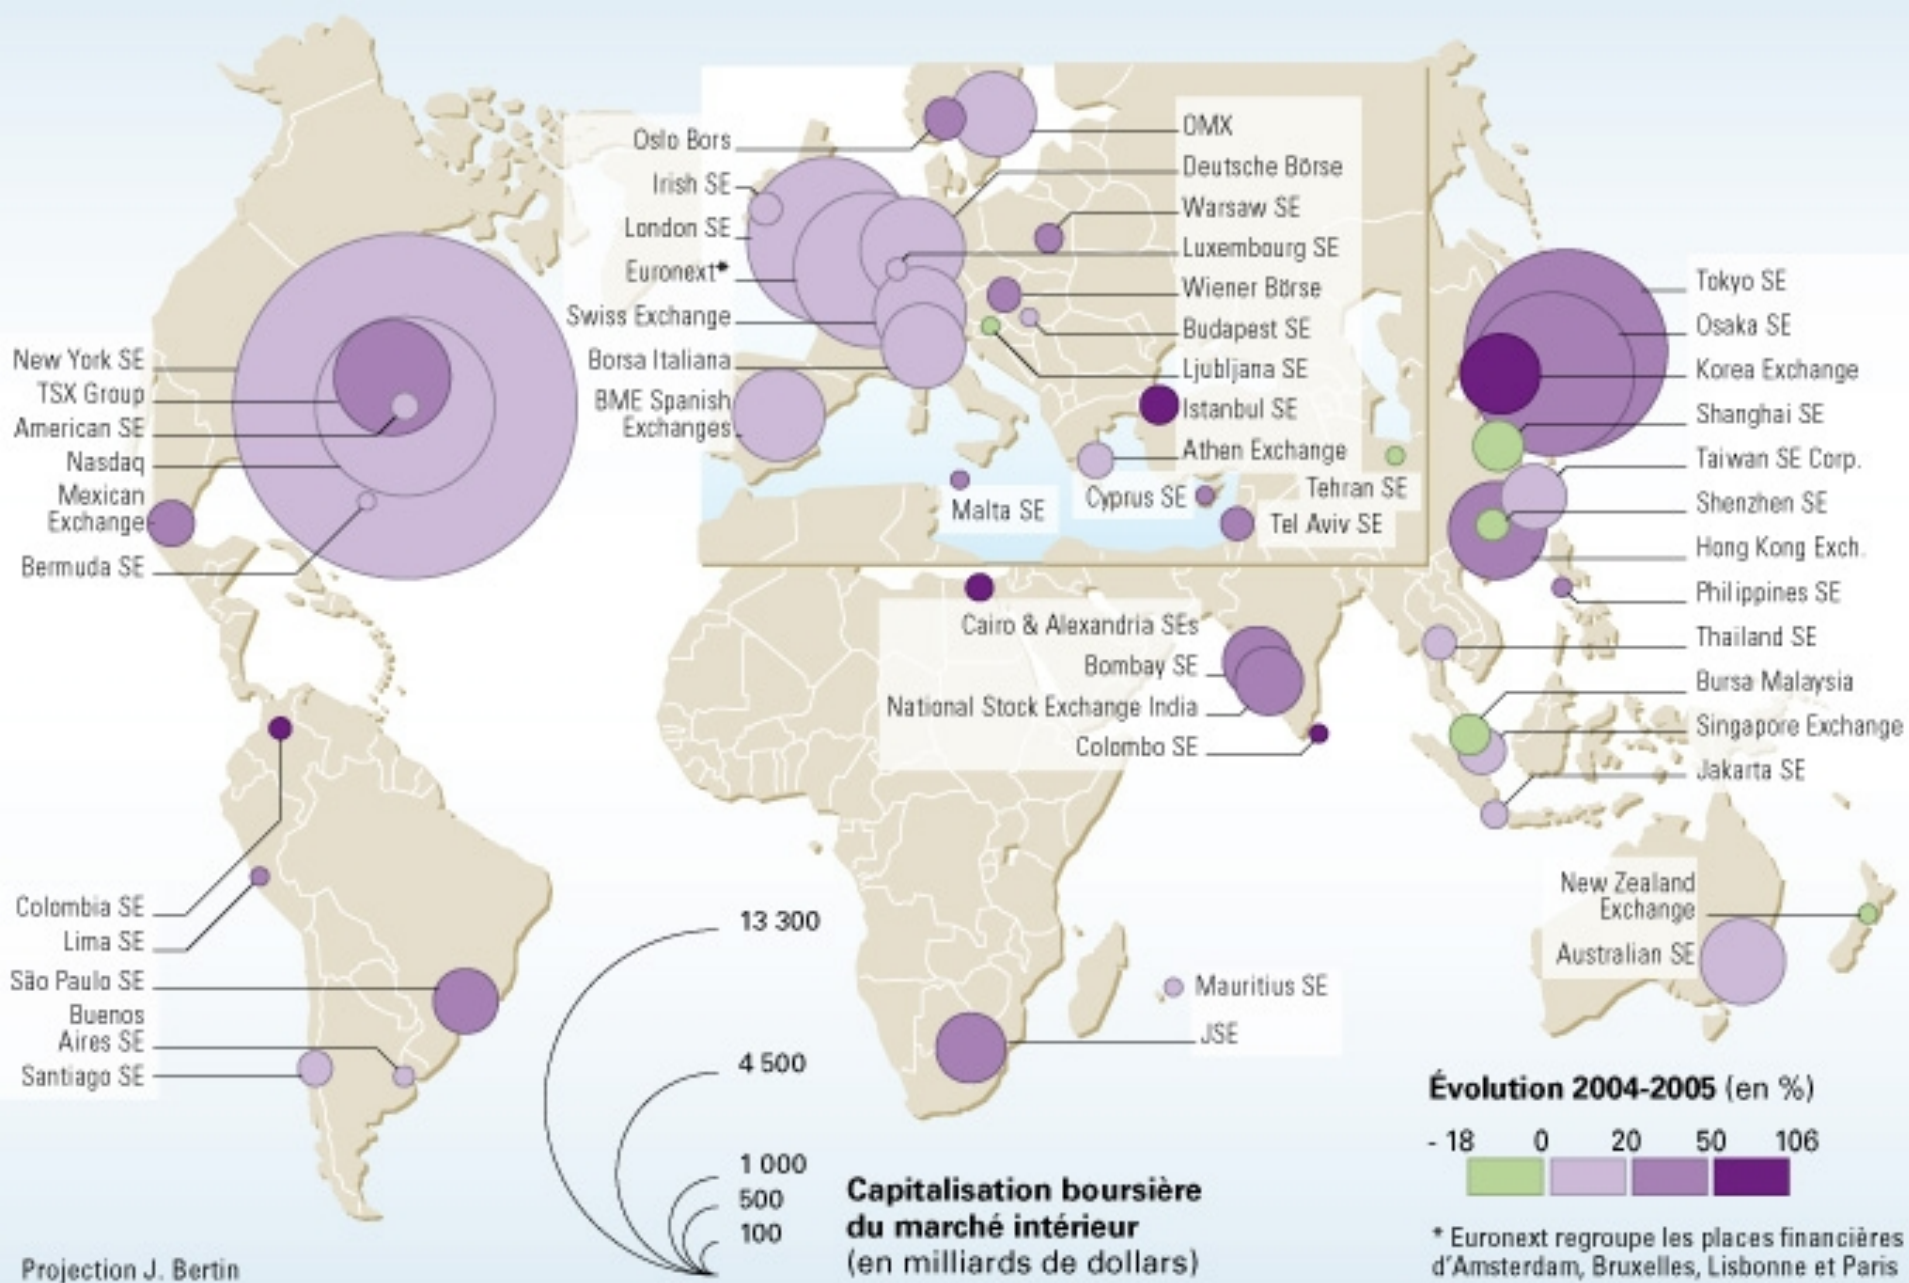 New York SE
TSX Group
American SE
Nasdaq
Mexican
Exchange
Bermuda SE
Colombia SE
Lima SE
São Paulo SE
Buenos
Aires SE
Santiago SE
Oslo Bors
Irish SE
London SE
Euronext*
Swiss Exchange
Borsa Italiana
BME Spanish
Exchanges
OMX
Deutsche Börse
Warsaw SE
Luxembourg SE
Wiener Börse
Budapest SE
Ljubljana SE
Istanbul SE
Athen Exchange
Tehran SE
Cyprus SE
Malta SE
Tel Aviv SE
Cairo & Alexandria SEs
Bombay SE
National Stock Exchange India
Colombo SE
Mauritius SE
JSE
Tokyo SE
Osaka SE
Korea Exchange
Shanghai SE
Taiwan SE Corp.
Shenzhen SE
Hong Kong Exch.
Philippines SE
Thailand SE
Bursa Malaysia
Singapore Exchange
Jakarta SE
New Zealand
Exchange
Australian SE
13 300
4 500
1 000
500
100
Capitalisation boursière
du marché intérieur
(en milliards de dollars)
Évolution 2004-2005 (en %)
- 18 0 20 50 106
* Euronext regroupe les places financières
d'Amsterdam, Bruxelles, Lisbonne et Paris
Projection J. Bertin